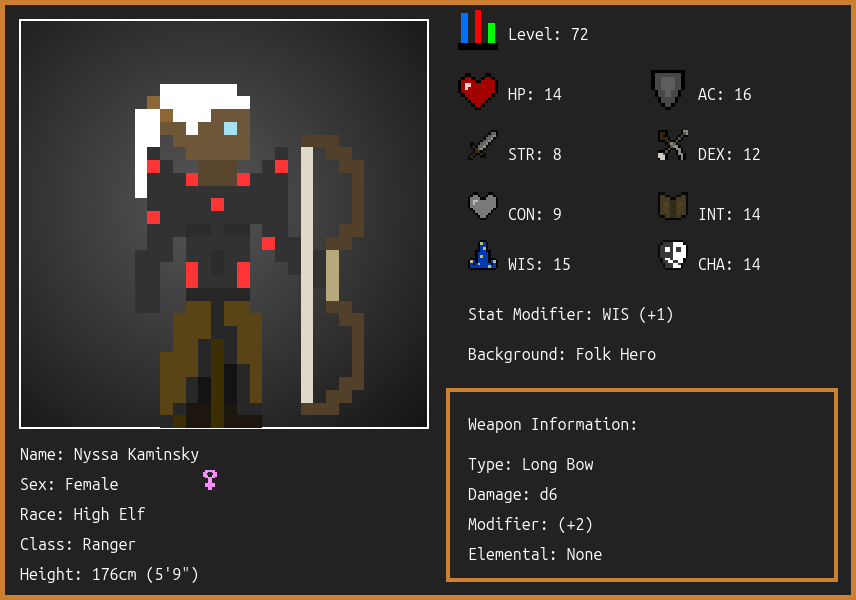 Level: 72
HP: 14
AC: 16
STR: 8
DEX: 12
CON: 9
INT: 14
WIS: 15
CHA: 14
Stat Modifier: WIS (+1)
Background: Folk Hero
Weapon Information:
Type: Long Bow
Damage: d6
Modifier: (+2)
Elemental: None
Name: Nyssa Kaminsky
Sex: Female
Race: High Elf
Class: Ranger
Height: 176cm (5'9")